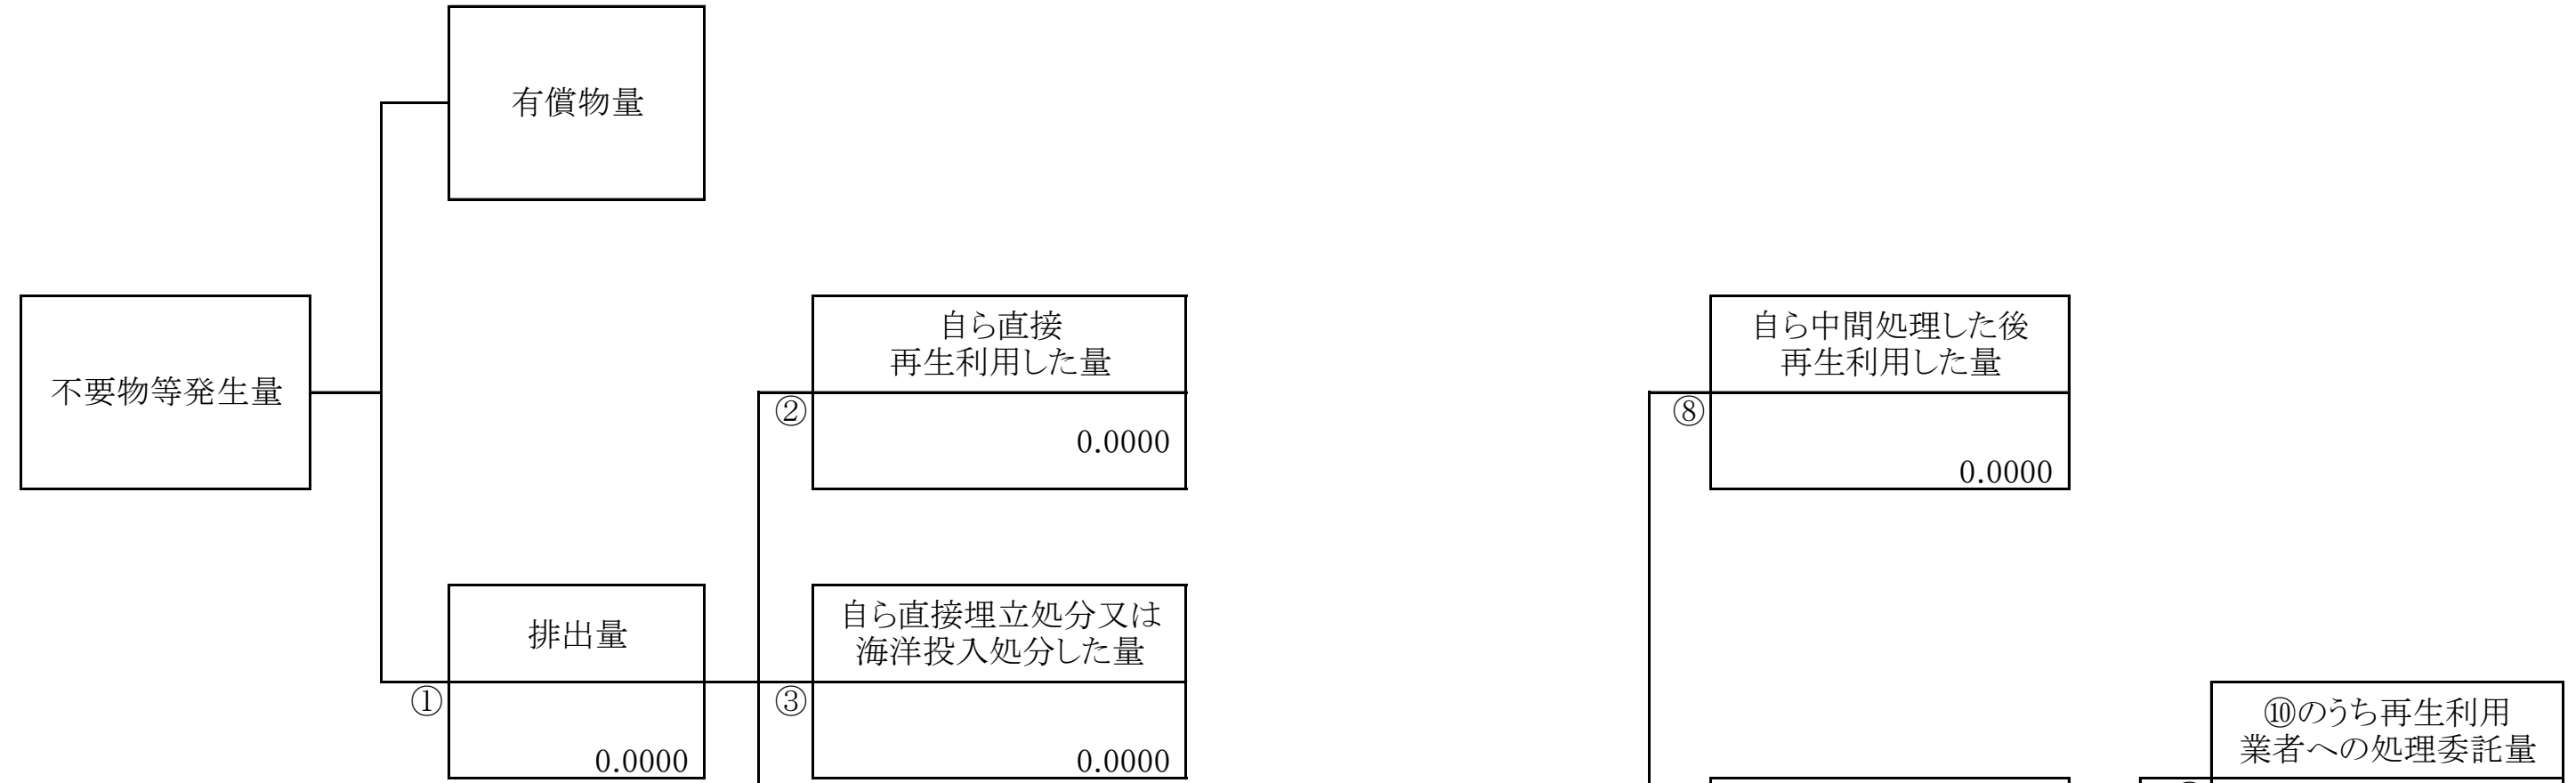 有償物量
不要物等発生量
自ら直接
再生利用した量
②
0.0000
自ら中間処理した後
再生利用した量
⑧
0.0000
排出量
①
0.0000
自ら直接埋立処分又は
海洋投入処分した量
③
0.0000
⑩のうち再生利用
業者への処理委託量